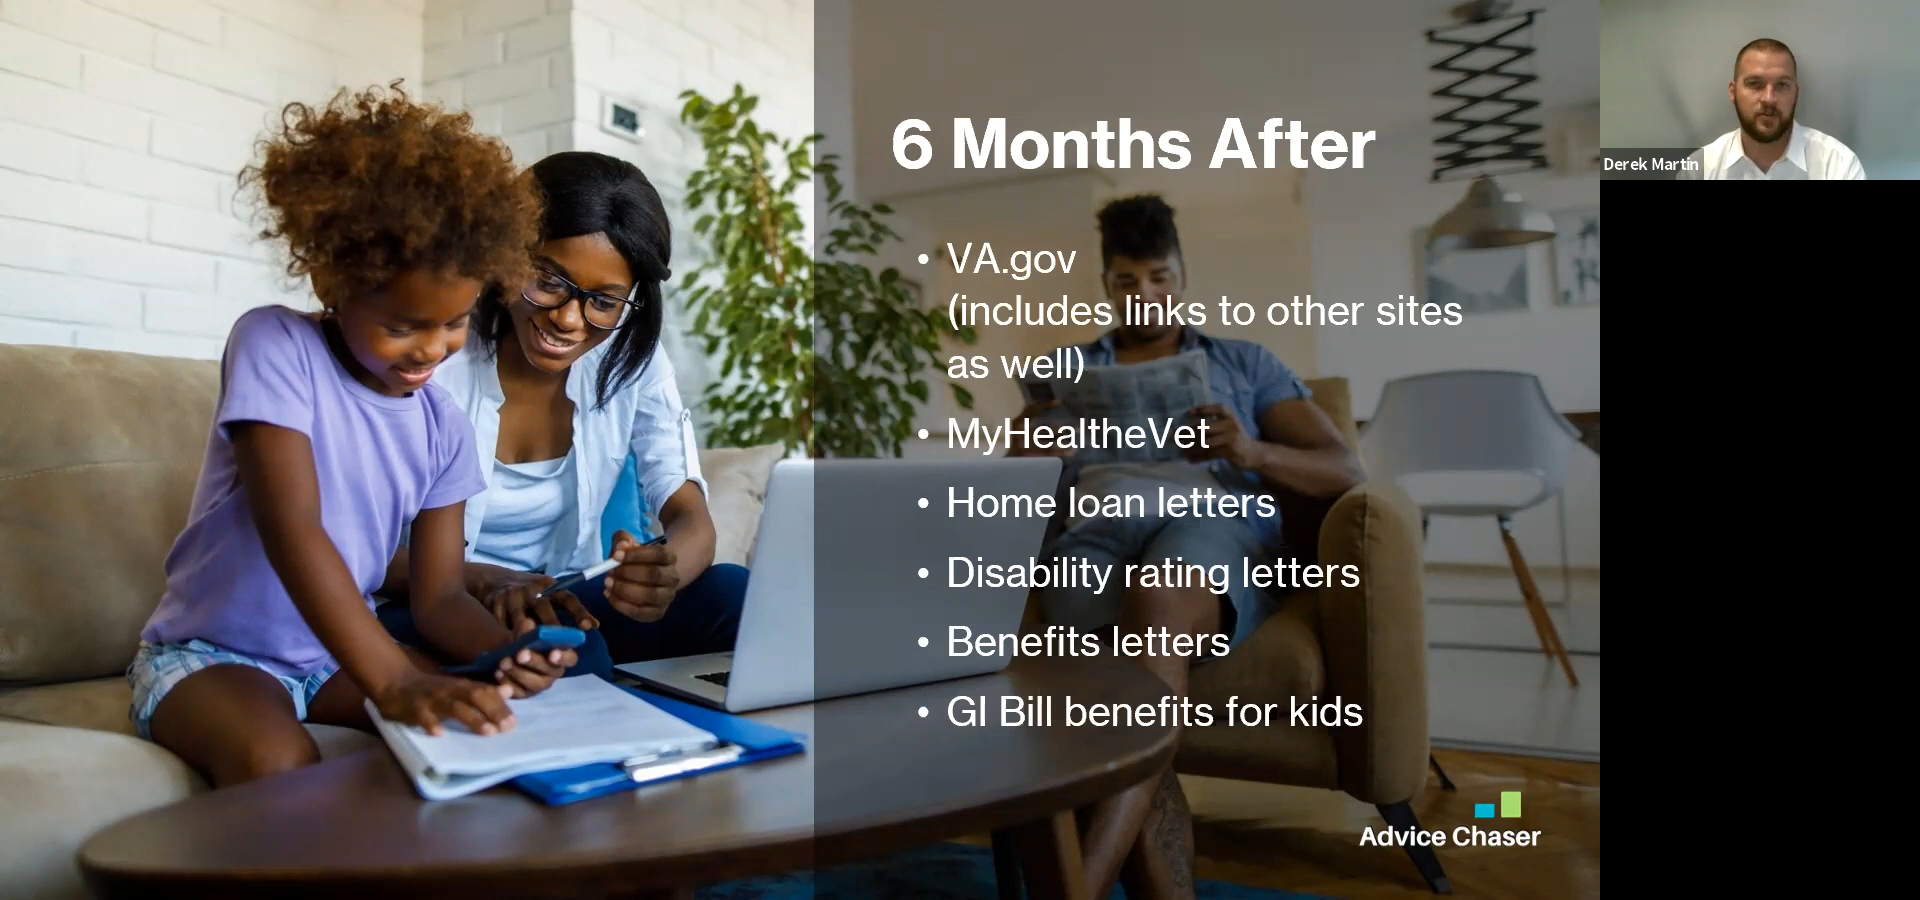 6 Months After
• VA.gov
(includes links to other sites
as well)
• MyHealtheVet
• Home loan letters
• Disability rating letters
• Benefits letters
• GI Bill benefits for kids
Advice Chaser
Derek Martin